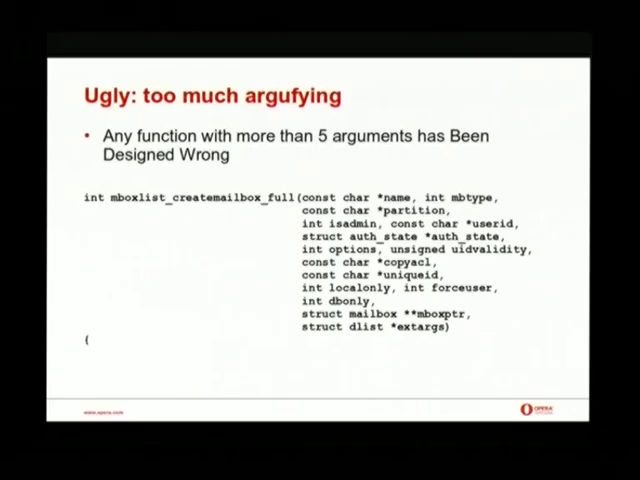 Ugly: too much argufying
• Any function with more than 5 arguments has Been
Designed Wrong
int mboxlist_createmailbox_full(const char *name, int mbtype,
const char *partition,
int isadmin, const char *userid,
struct auth_state *auth_state,
int options, unsigned uidvalidity,
const char *copyacl,
const char *uniqueid,
int localonly, int forceuser,
int dbonly,
struct mailbox **mboxptr,
struct dlist *extargs)
{
www.opera.com
OPERA